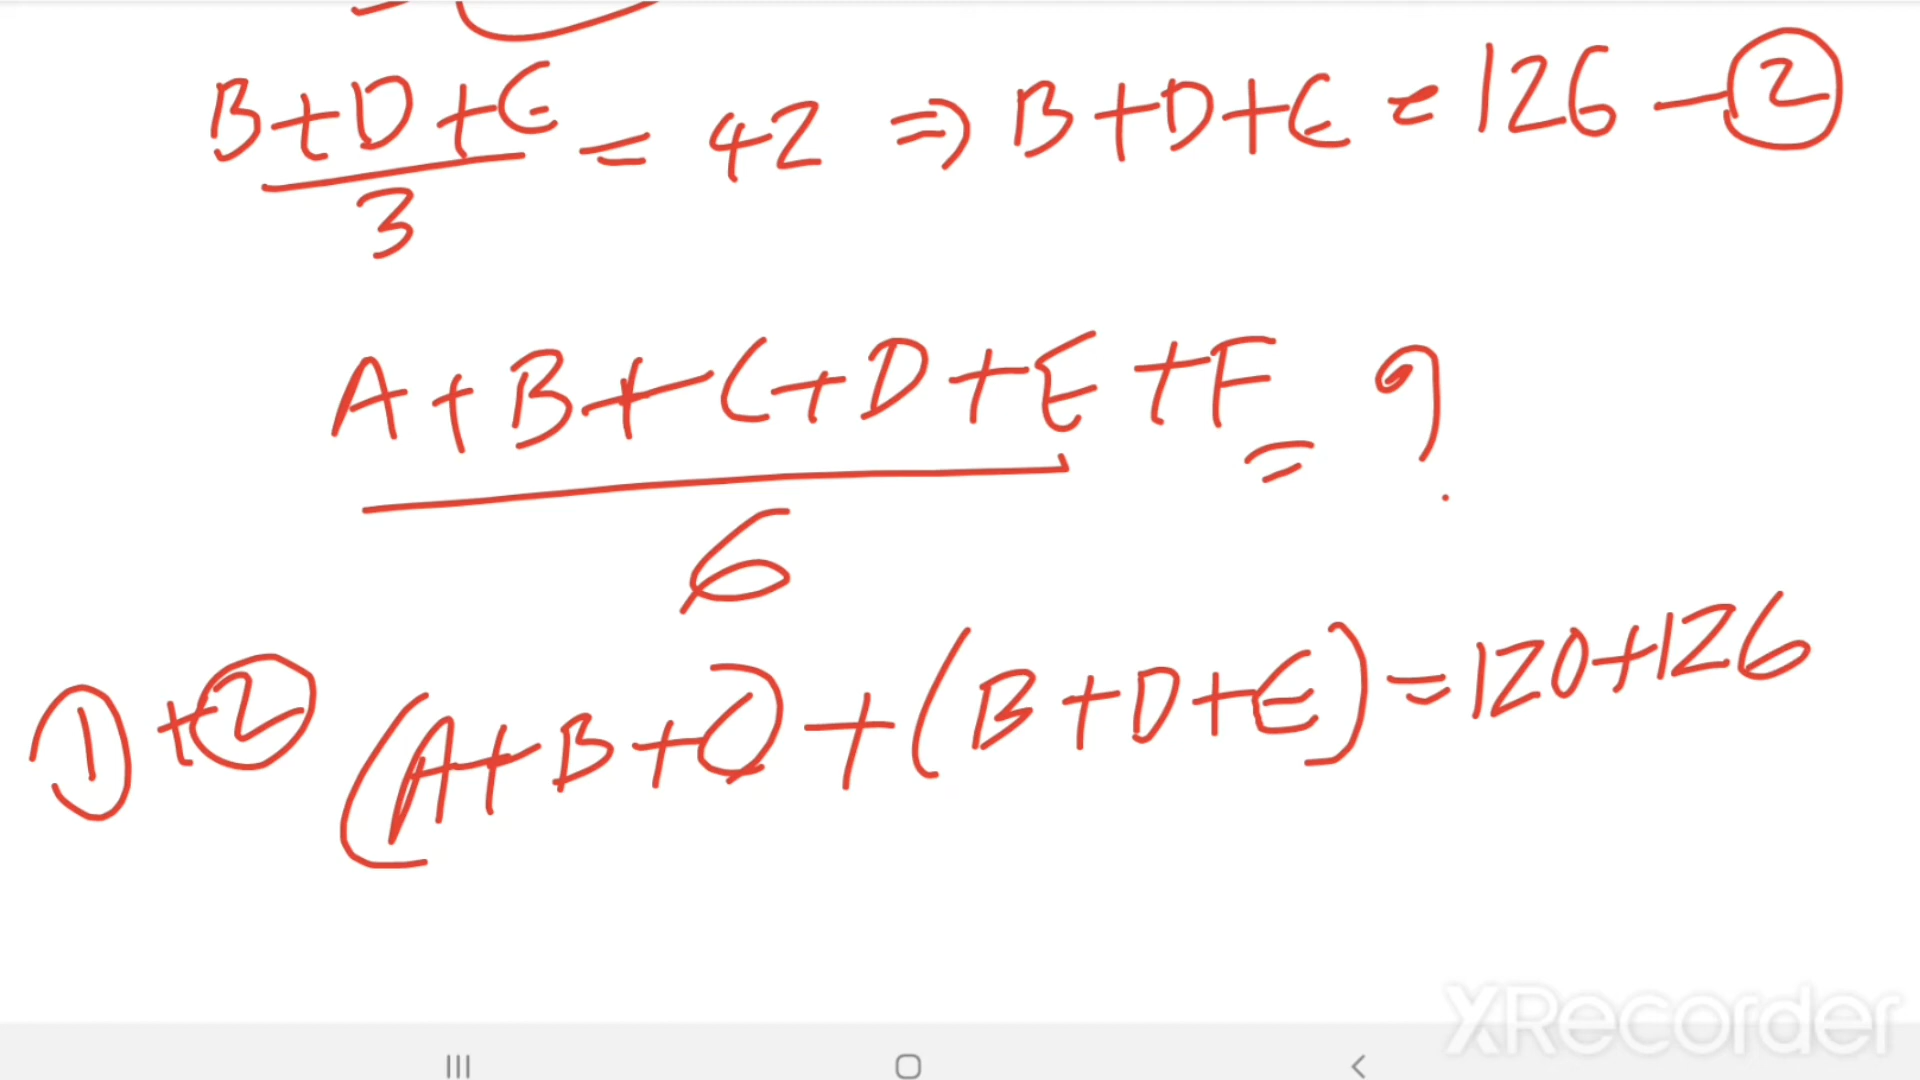 B+D+E
3
= 42 ⇒ B+D+E = 126 — ②
A+B+C+D+E+F
6
= ?
① + ② (A+B+C) + (B+D+E) = 120+126
XRecorder